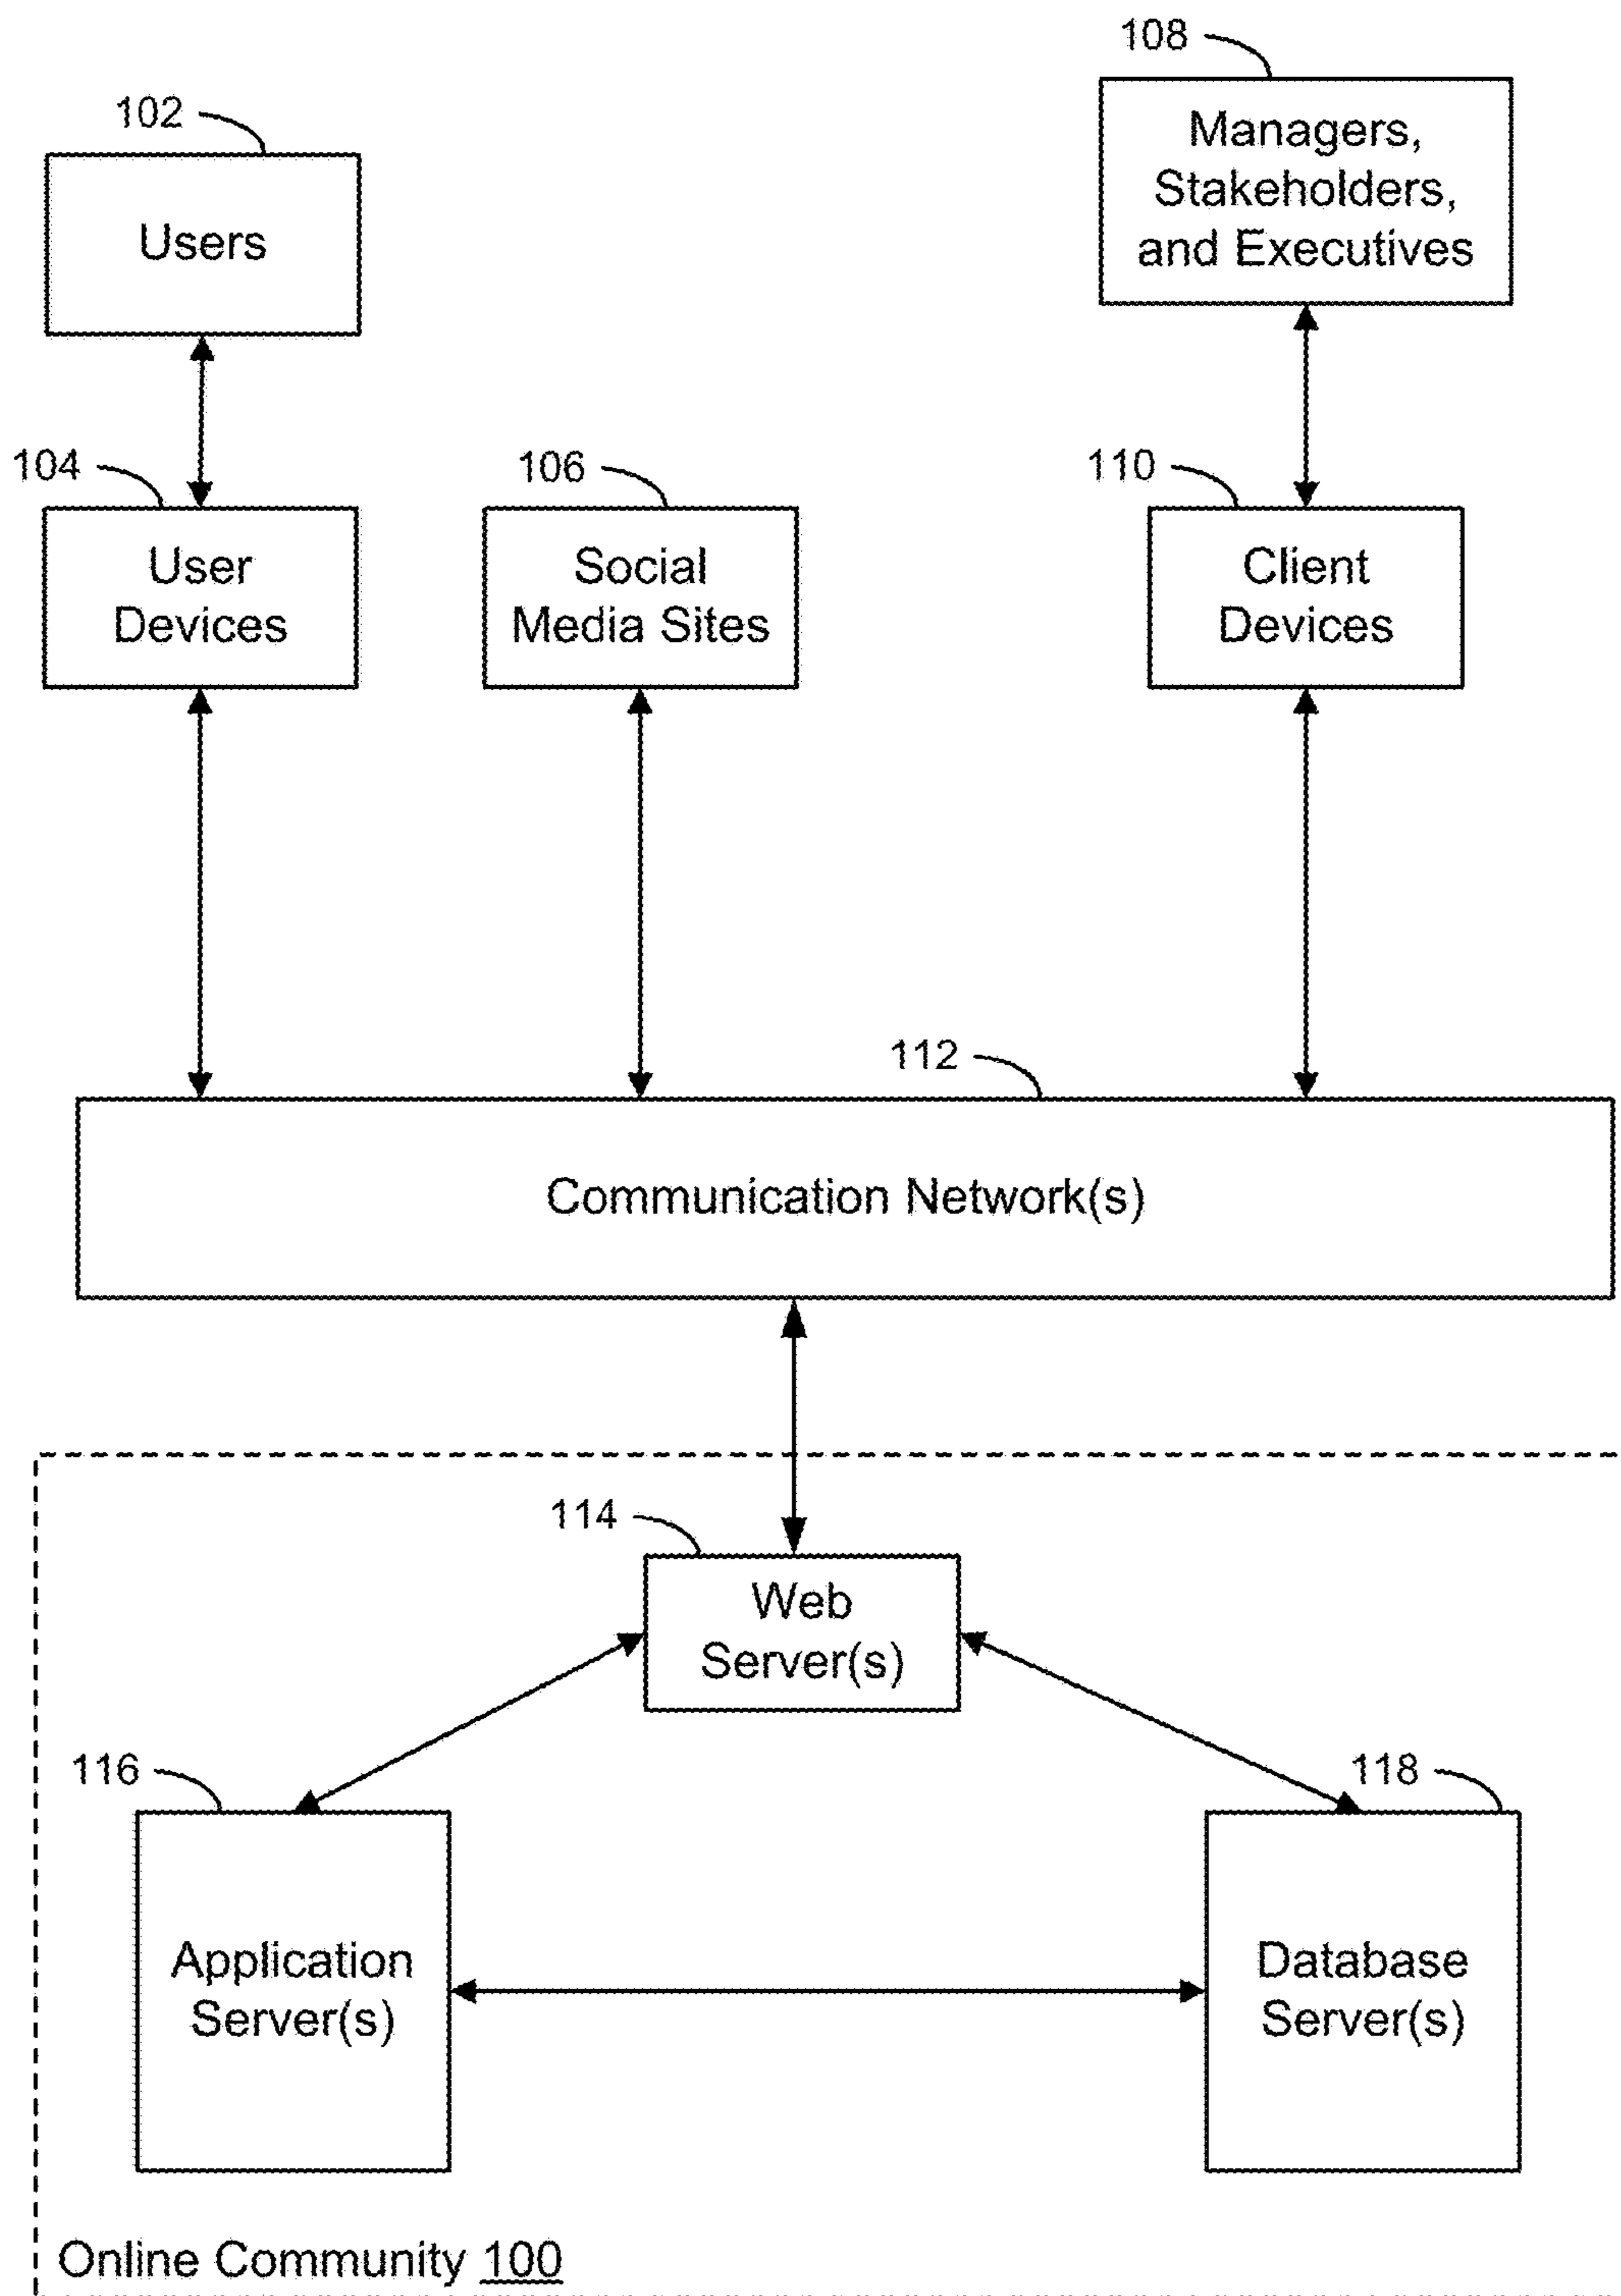 108
Managers,
Stakeholders,
and Executives
102
Users
104
User
Devices
106
Social
Media Sites
110
Client
Devices
112
Communication Network(s)
114
Web
Server(s)
116
Application
Server(s)
118
Database
Server(s)
Online Community 100